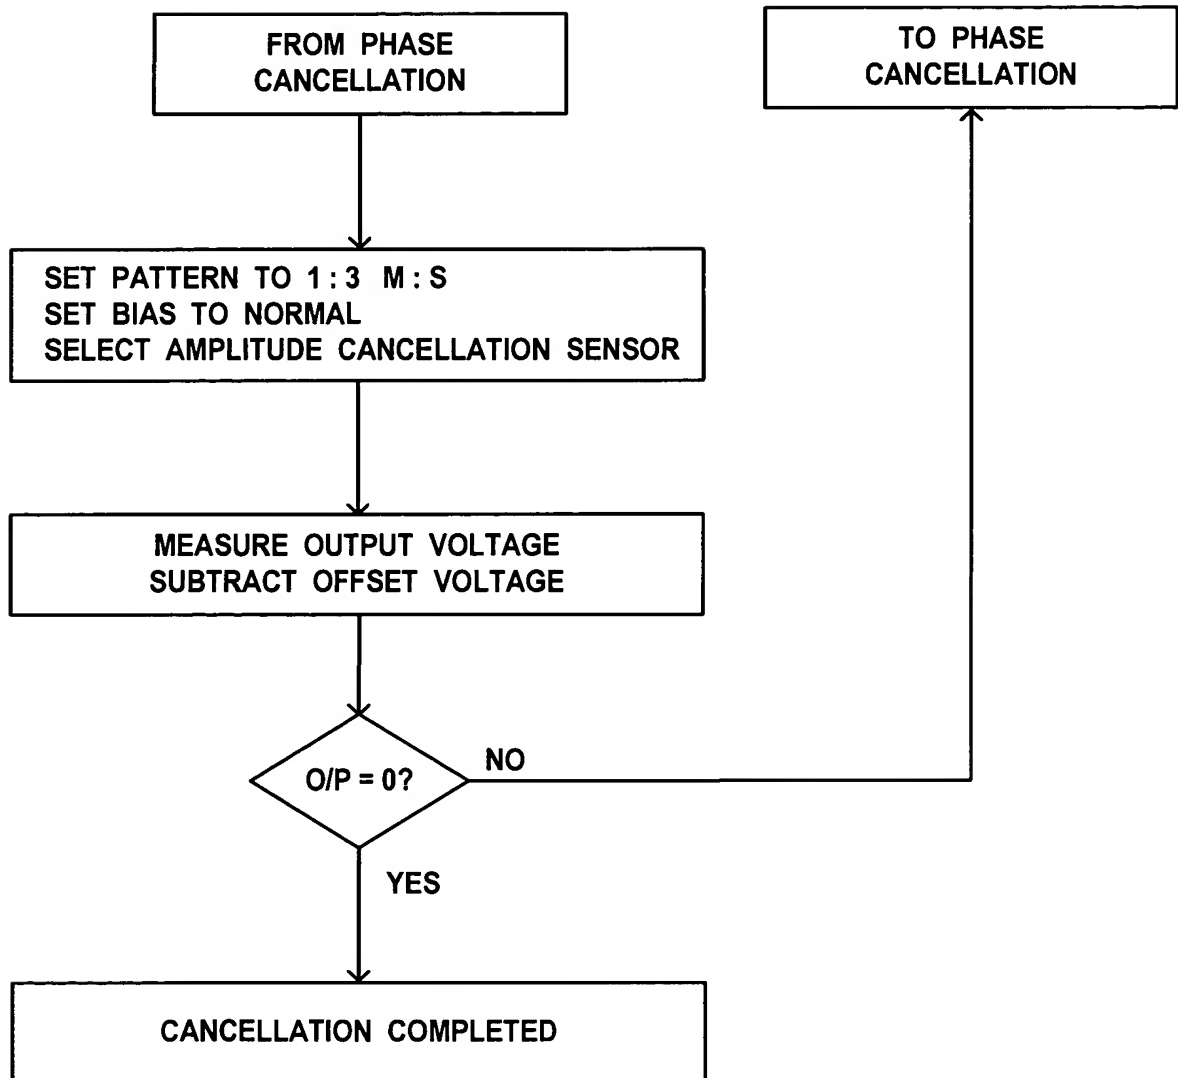 FROM PHASE
CANCELLATION
TO PHASE
CANCELLATION
SET PATTERN TO 1 : 3 M : S
SET BIAS TO NORMAL
SELECT AMPLITUDE CANCELLATION SENSOR
MEASURE OUTPUT VOLTAGE
SUBTRACT OFFSET VOLTAGE
O/P = 0?
NO
YES
CANCELLATION COMPLETED